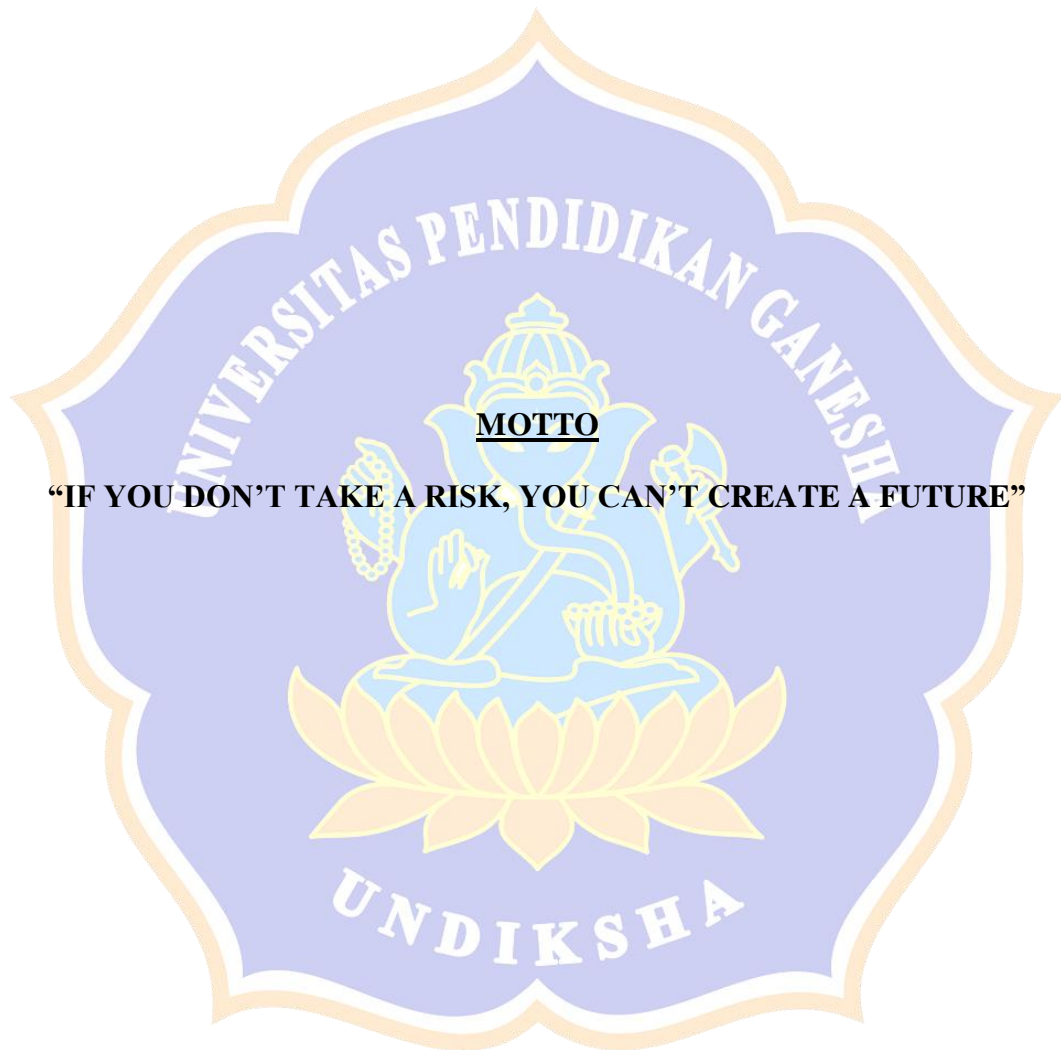 UNIVERSITAS PENDIDIKAN GANESHA
MOTTO
“IF YOU DON’T TAKE A RISK, YOU CAN’T CREATE A FUTURE”
UNDIKSHA